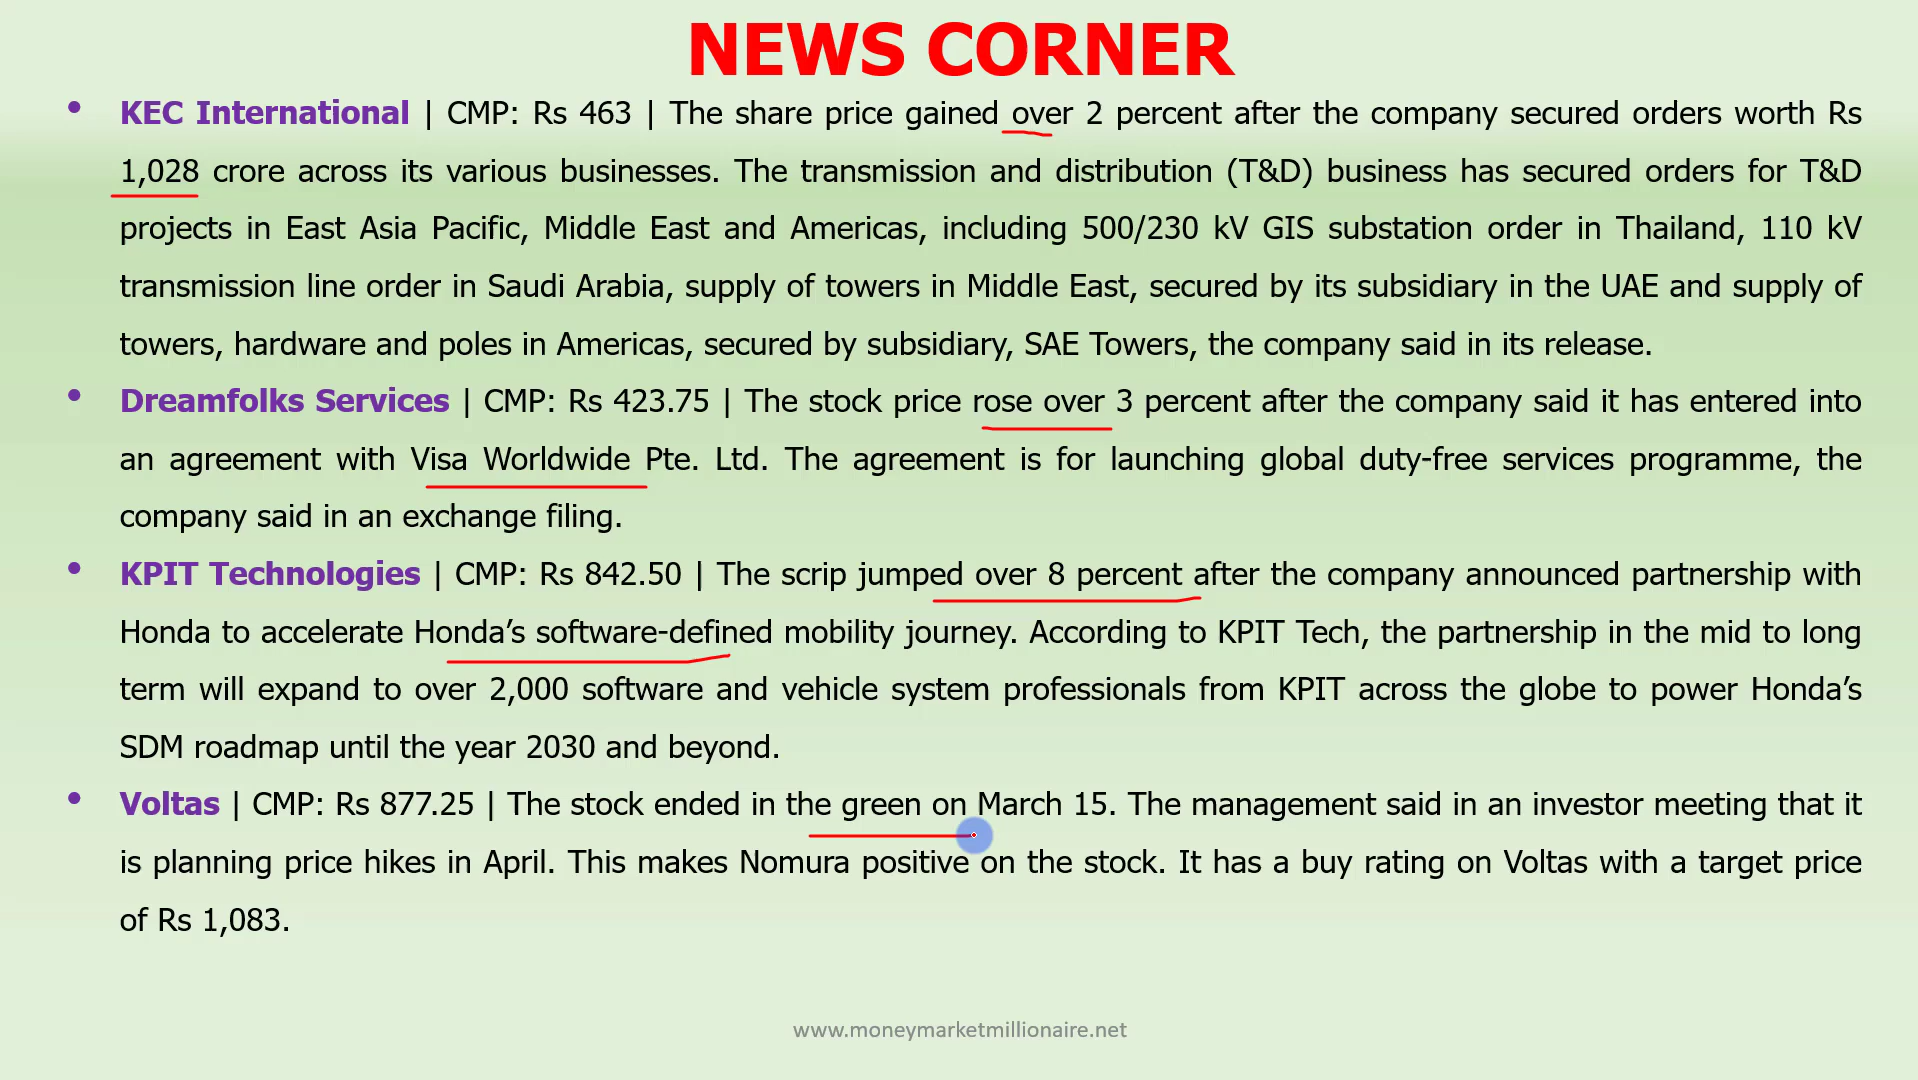 NEWS CORNER
• KEC International | CMP: Rs 463 | The share price gained over 2 percent after the company secured orders worth Rs
1,028 crore across its various businesses. The transmission and distribution (T&D) business has secured orders for T&D
projects in East Asia Pacific, Middle East and Americas, including 500/230 kV GIS substation order in Thailand, 110 kV
transmission line order in Saudi Arabia, supply of towers in Middle East, secured by its subsidiary in the UAE and supply of
towers, hardware and poles in Americas, secured by subsidiary, SAE Towers, the company said in its release.
• Dreamfolks Services | CMP: Rs 423.75 | The stock price rose over 3 percent after the company said it has entered into
an agreement with Visa Worldwide Pte. Ltd. The agreement is for launching global duty-free services programme, the
company said in an exchange filing.
• KPIT Technologies | CMP: Rs 842.50 | The scrip jumped over 8 percent after the company announced partnership with
Honda to accelerate Honda’s software-defined mobility journey. According to KPIT Tech, the partnership in the mid to long
term will expand to over 2,000 software and vehicle system professionals from KPIT across the globe to power Honda’s
SDM roadmap until the year 2030 and beyond.
• Voltas | CMP: Rs 877.25 | The stock ended in the green on March 15. The management said in an investor meeting that it
is planning price hikes in April. This makes Nomura positive on the stock. It has a buy rating on Voltas with a target price
of Rs 1,083.
www.moneymarketmillionaire.net